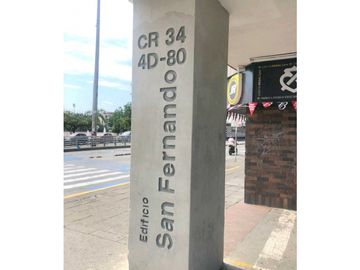 CR 34
4D-80
Edificio
San Fernando